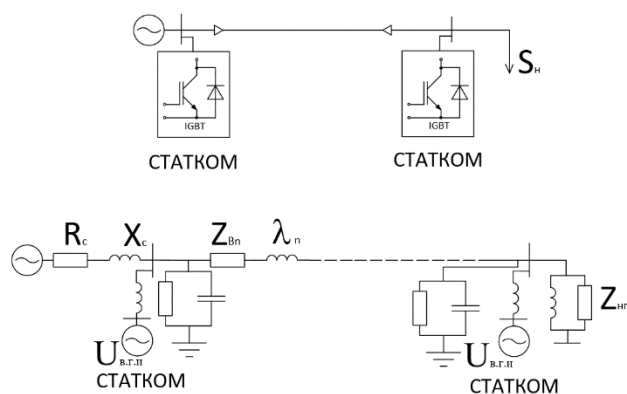 Sн
IGBT
IGBT
СТАТКОМ
СТАТКОМ
Rс
Xс
Zвп
λп
Zнг
Uв.г.п
Uв.г.п
СТАТКОМ
СТАТКОМ